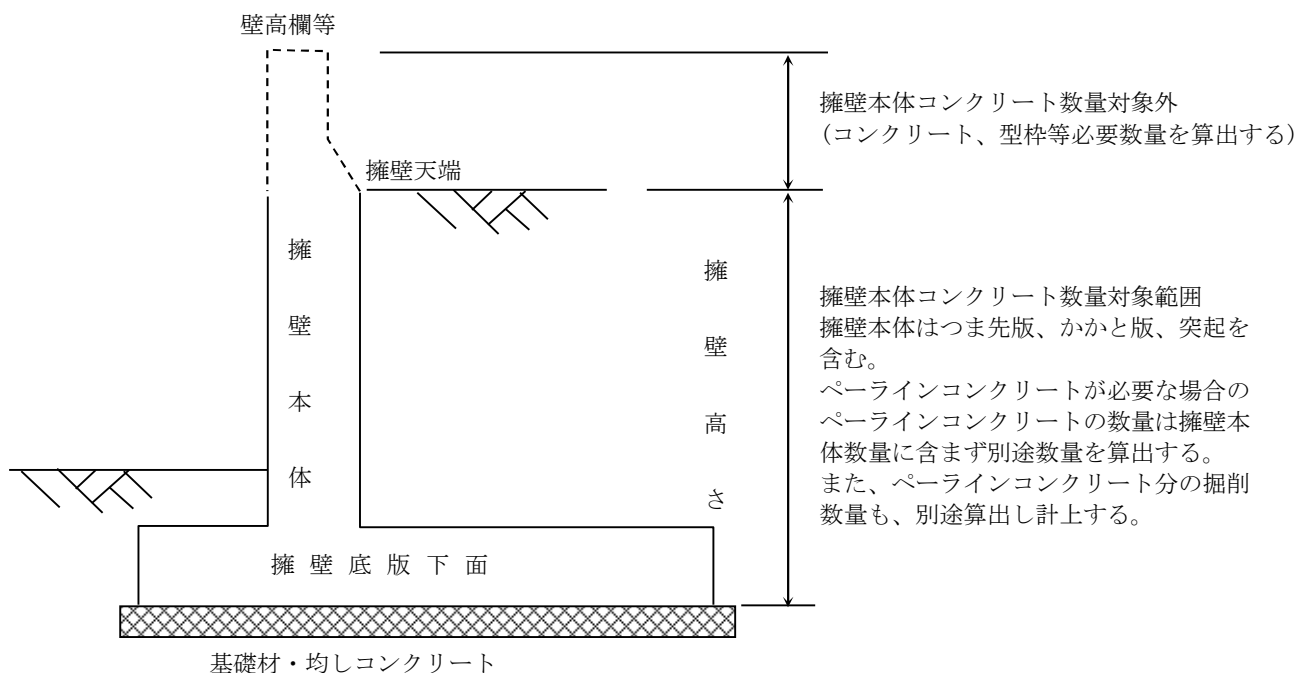 壁高欄等
擁壁本体コンクリート数量対象外
（コンクリート、型枠等必要数量を算出する）
擁壁天端
擁壁本体
擁壁高さ
擁壁本体コンクリート数量対象範囲
擁壁本体はつま先版、かかと版、突起を
含む。
ペーラインコンクリートが必要な場合の
ペーラインコンクリートの数量は擁壁本
体数量に含まず別途数量を算出する。
また、ペーラインコンクリート分の掘削
数量も、別途算出し計上する。
擁壁底版下面
基礎材・均しコンクリート